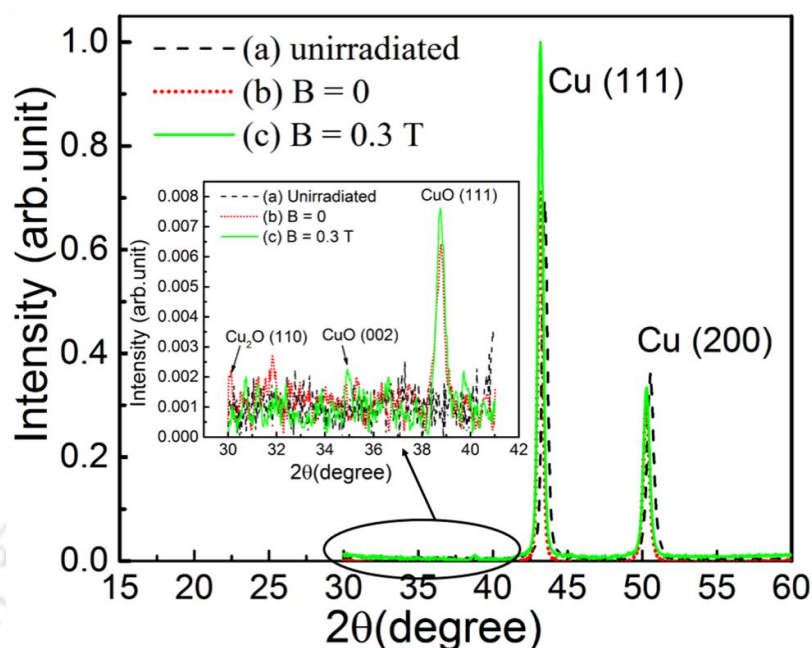 1.0
0.8
0.6
0.4
0.2
0.0
Intensity (arb.unit)
(a) unirradiated
(b) B = 0
(c) B = 0.3 T
Cu (111)
Cu (200)
0.008
0.007
0.006
0.005
0.004
0.003
0.002
0.001
0.000
Intensity (arb.unit)
(a) Unirradiated
(b) B = 0
(c) B = 0.3 T
CuO (111)
Cu₂O (110)
CuO (002)
30 32 34 36 38 40 42
2θ(degree)
15 20 25 30 35 40 45 50 55 60
2θ(degree)